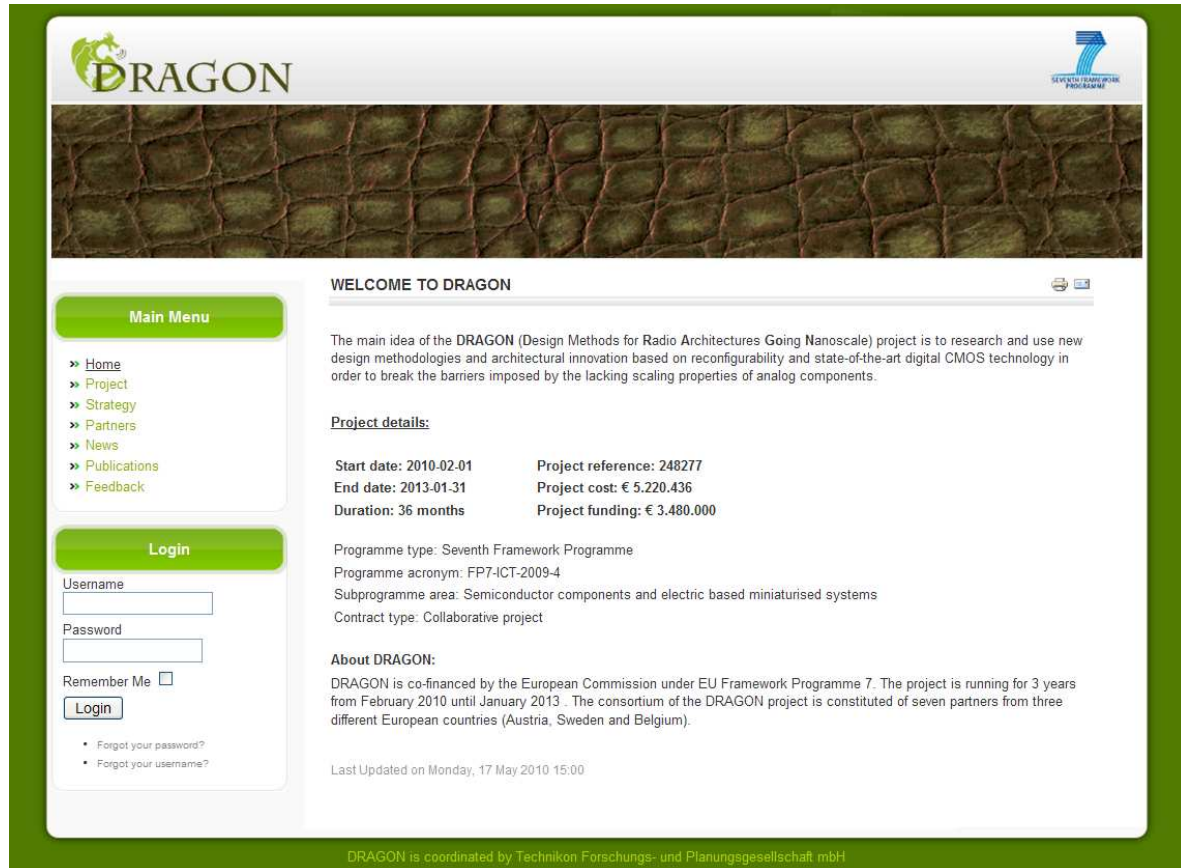 DRAGON
SEVENTH FRAMEWORK
PROGRAMME
WELCOME TO DRAGON
Main Menu
Home
Project
Strategy
Partners
News
Publications
Feedback
Login
Username
Password
Remember Me
Login
Forgot your password?
Forgot your username?
The main idea of the DRAGON (Design Methods for Radio Architectures Going Nanoscale) project is to research and use new
design methodologies and architectural innovation based on reconfigurability and state-of-the-art digital CMOS technology in
order to break the barriers imposed by the lacking scaling properties of analog components.
Project details:
Start date: 2010-02-01 Project reference: 248277
End date: 2013-01-31 Project cost: € 5.220.436
Duration: 36 months Project funding: € 3.480.000
Programme type: Seventh Framework Programme
Programme acronym: FP7-ICT-2009-4
Subprogramme area: Semiconductor components and electric based miniaturised systems
Contract type: Collaborative project
About DRAGON:
DRAGON is co-financed by the European Commission under EU Framework Programme 7. The project is running for 3 years
from February 2010 until January 2013 . The consortium of the DRAGON project is constituted of seven partners from three
different European countries (Austria, Sweden and Belgium).
Last Updated on Monday, 17 May 2010 15:00
DRAGON is coordinated by Technikon Forschungs- und Planungsgesellschaft mbH